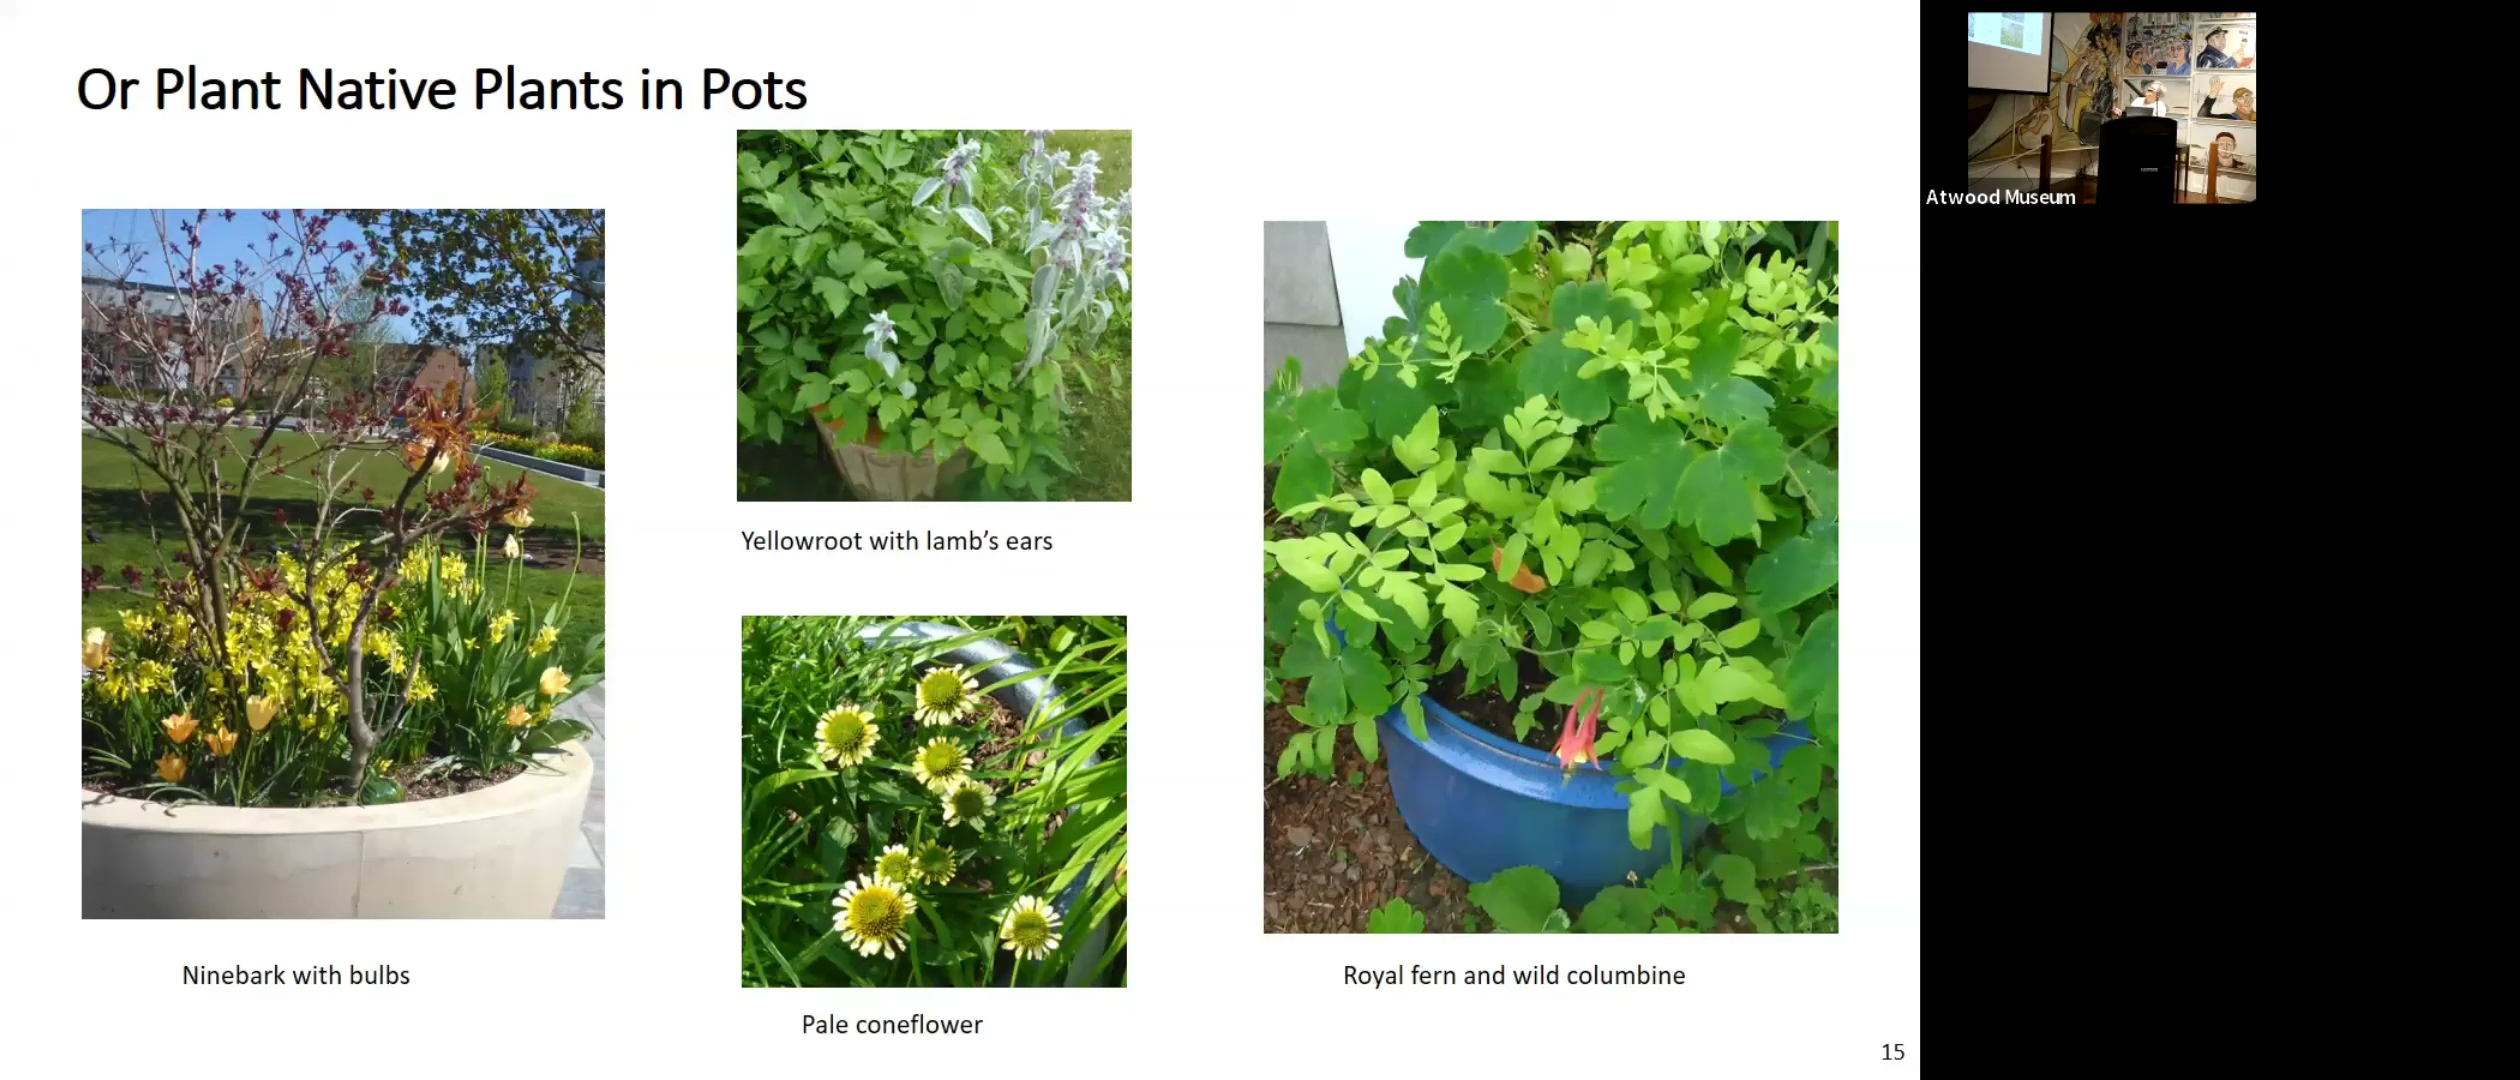 Or Plant Native Plants in Pots
Atwood Museum
Yellowroot with lamb's ears
Ninebark with bulbs
Royal fern and wild columbine
Pale coneflower
15